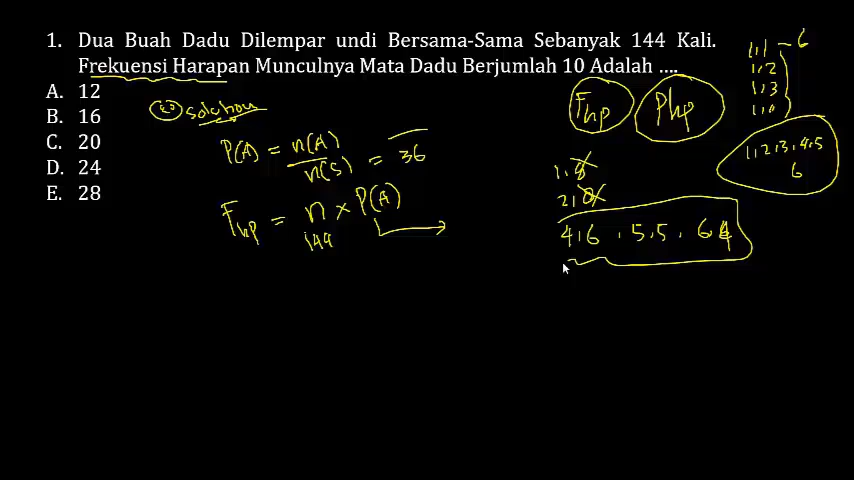 1. Dua Buah Dadu Dilempar undi Bersama-Sama Sebanyak 144 Kali.
Frekuensi Harapan Munculnya Mata Dadu Berjumlah 10 Adalah ....
A. 12
B. 16
C. 20
D. 24
E. 28
solution
P(A) = n(A) / n(S) = 36
Fhp = n x P(A)
144
Fhp Php
1,1 – 6
1,2
1,3
1,2,3,4,5
6
4,6 , 5,5 , 6,4